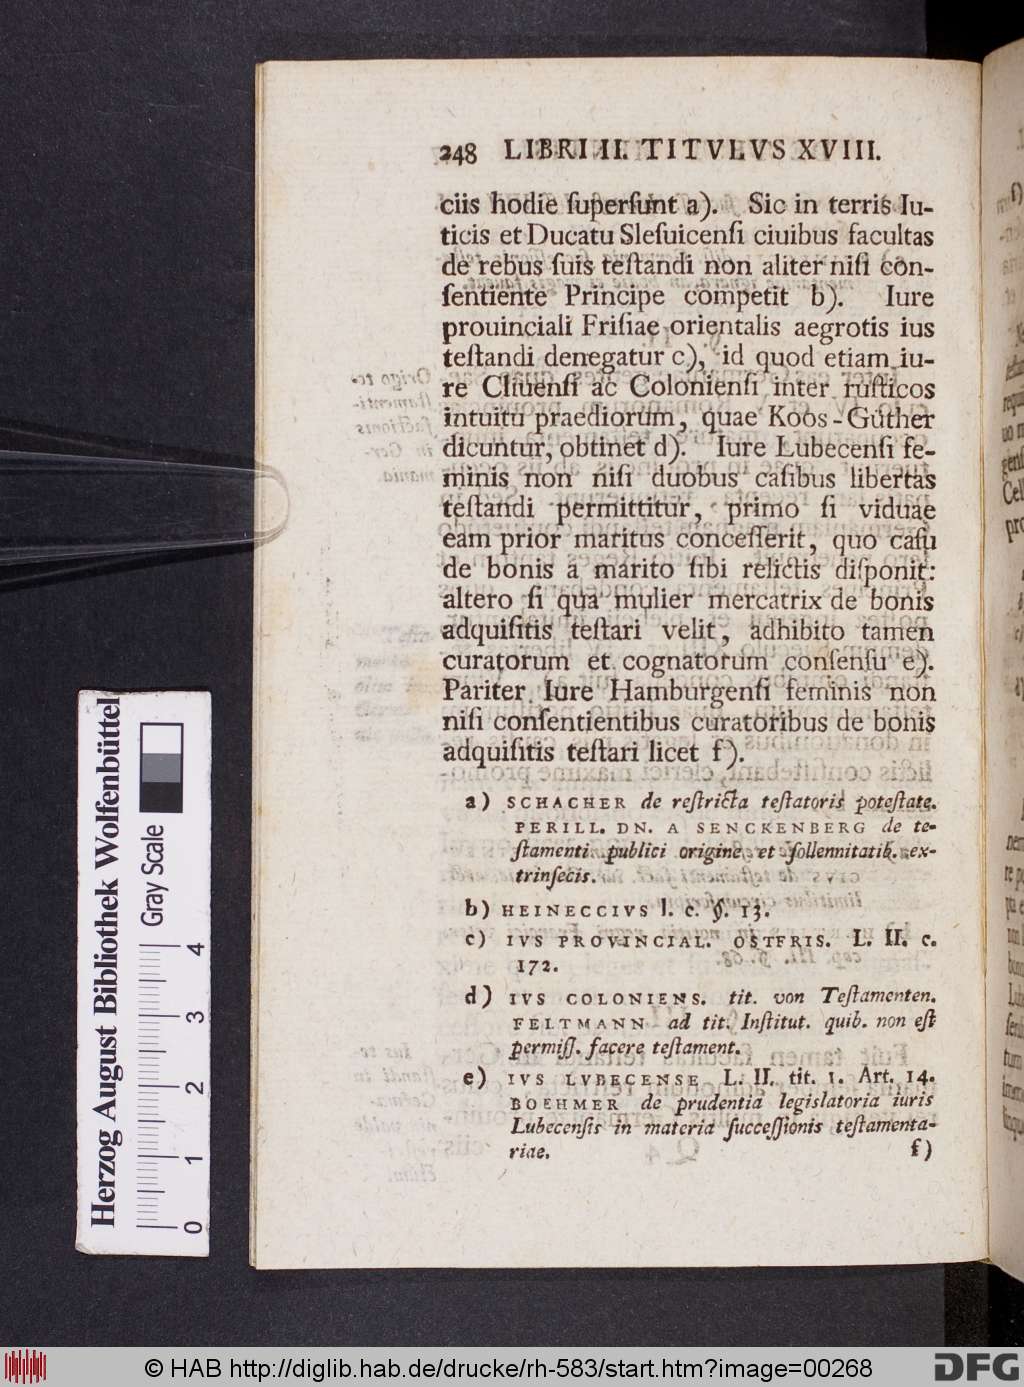 248 LIBRI II. TITVLVS XVIII.
ciis hodie ſuperſunt a). Sic in terris Iu-
ticis et Ducatu Sleſuicenſi ciuibus facultas
de rebus ſuis teſtandi non aliter niſi con-
ſentiente Principe competit b). Iure
prouinciali Friſiae orientalis aegrotis ius
teſtandi denegatur c), id quod etiam iu-
re Cliuenſi ac Colonienſi inter ruſticos
intuitu praediorum, quae Koos-Güther
dicuntur, obtinet d). Iure Lubecenſi fe-
minis non niſi duobus caſibus libertas
teſtandi permittitur, primo ſi viduae
eam prior maritus conceſſerit, quo caſu
de bonis a marito ſibi relictis diſponit:
altero ſi qua mulier mercatrix de bonis
adquiſitis teſtari velit, adhibito tamen
curatorum et cognatorum conſenſu e).
Pariter Iure Hamburgenſi feminis non
niſi conſentientibus curatoribus de bonis
adquiſitis teſtari licet f).
a) SCHACHER de reſtricta teſtatoris poteſtate.
PERILL. DN. A SENCKENBERG de te-
ſtamenti publici origine et ſollennitatib. ex-
trinſecis.
b) HEINECCIVS l. c. §. 13.
c) IVS PROVINCIAL. OSTFRIS. L. II. c.
172.
d) IVS COLONIENS. tit. von Teſtamenten.
FELTMANN ad tit. Inſtitut. quib. non eſt
permiſſ. facere teſtament.
e) IVS LVBECENSE L. II. tit. 1. Art. 14.
BOEHMER de prudentia legislatoria iuris
Lubecenſis in materia ſucceſſionis teſtamenta-
riae. f)
Herzog August Bibliothek Wolfenbüttel
Gray Scale
0 1 2 3 4
© HAB http://diglib.hab.de/drucke/rh-583/start.htm?image=00268
DFG